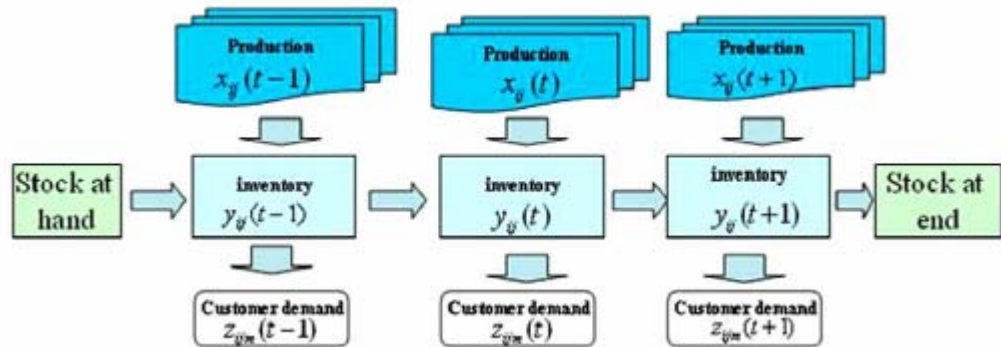 Production
x_ij(t-1)
Production
x_ij(t)
Production
x_ij(t+1)
Stock at
hand
inventory
y_ij(t-1)
inventory
y_ij(t)
inventory
y_ij(t+1)
Stock at
end
Customer demand
z_ijm(t-1)
Customer demand
z_ijm(t)
Customer demand
z_ijm(t+1)